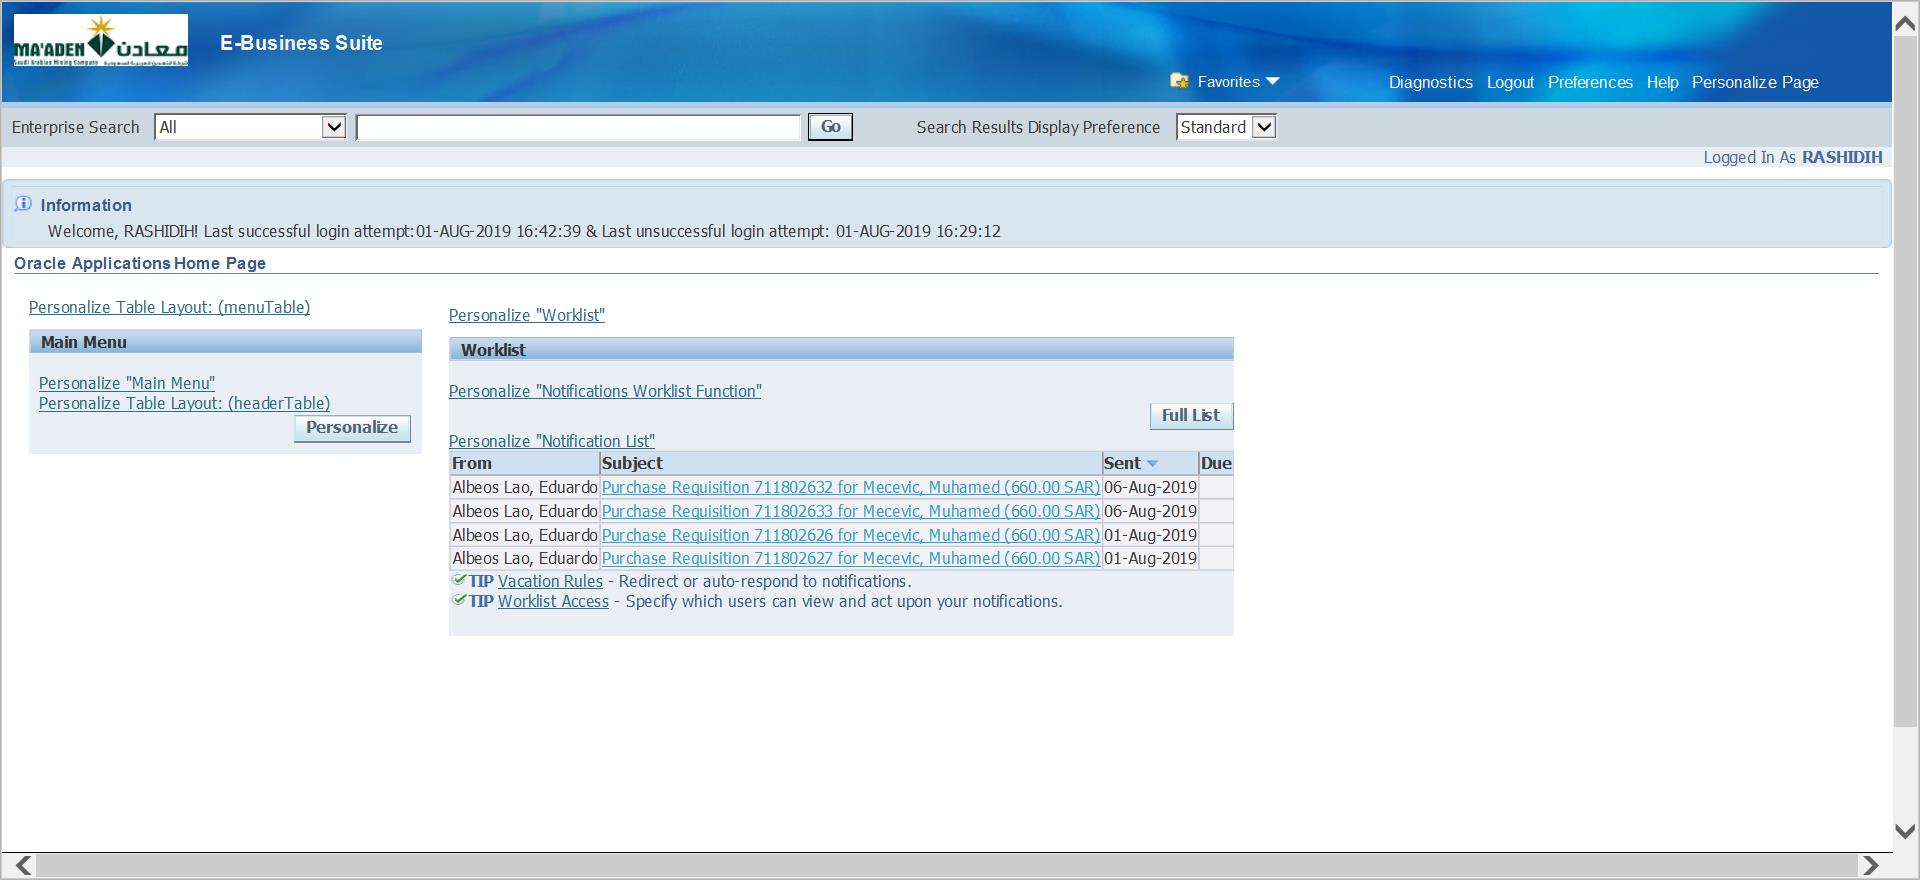 MA'ADEN معادن
Saudi Arabian Mining Company شركة التعدين العربية السعودية
E-Business Suite
Favorites
Diagnostics Logout Preferences Help Personalize Page
Enterprise Search All Go Search Results Display Preference Standard
Logged In As RASHIDIH
Information
Welcome, RASHIDIH! Last successful login attempt:01-AUG-2019 16:42:39 & Last unsuccessful login attempt: 01-AUG-2019 16:29:12
Oracle Applications Home Page
Personalize Table Layout: (menuTable)
Main Menu
Personalize "Main Menu"
Personalize Table Layout: (headerTable)
Personalize
Personalize "Worklist"
Worklist
Personalize "Notifications Worklist Function"
Full List
Personalize "Notification List"
From Subject Sent Due
Albeos Lao, Eduardo Purchase Requisition 711802632 for Mecevic, Muhamed (660.00 SAR) 06-Aug-2019
Albeos Lao, Eduardo Purchase Requisition 711802633 for Mecevic, Muhamed (660.00 SAR) 06-Aug-2019
Albeos Lao, Eduardo Purchase Requisition 711802626 for Mecevic, Muhamed (660.00 SAR) 01-Aug-2019
Albeos Lao, Eduardo Purchase Requisition 711802627 for Mecevic, Muhamed (660.00 SAR) 01-Aug-2019
TIP Vacation Rules - Redirect or auto-respond to notifications.
TIP Worklist Access - Specify which users can view and act upon your notifications.